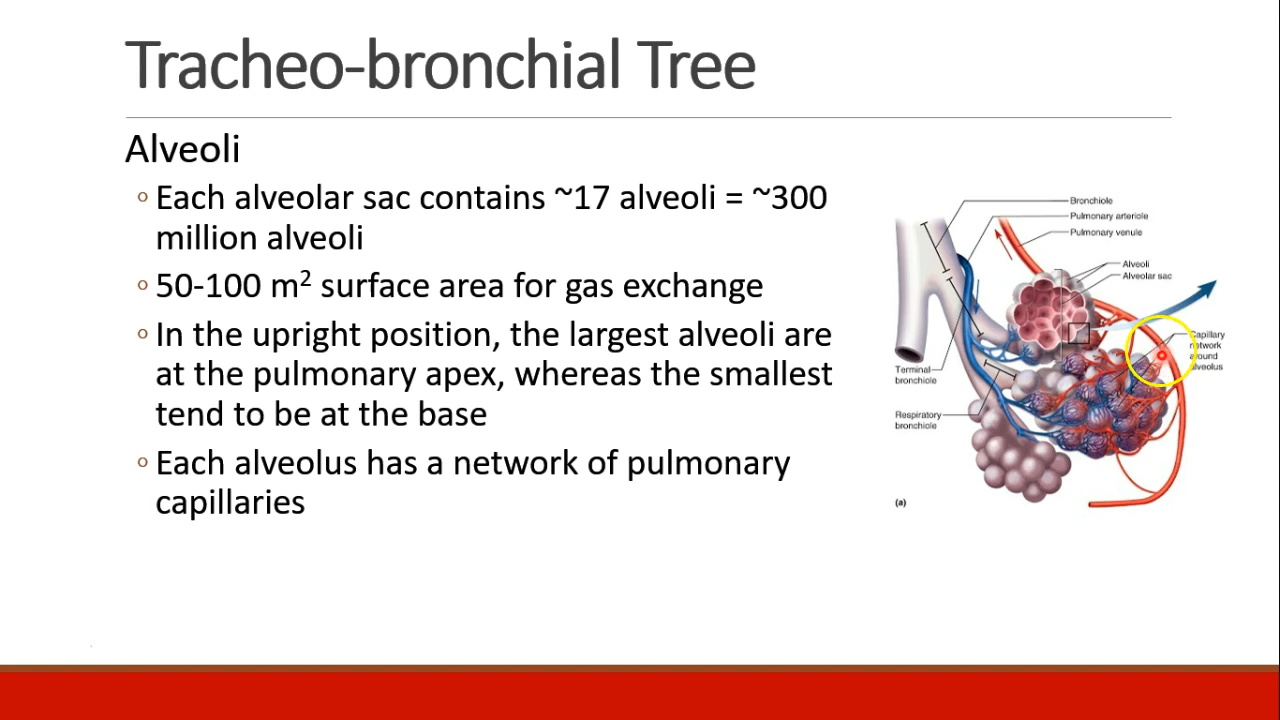 Tracheo-bronchial Tree
Alveoli
◦ Each alveolar sac contains ~17 alveoli = ~300
million alveoli
◦ 50-100 m² surface area for gas exchange
◦ In the upright position, the largest alveoli are
at the pulmonary apex, whereas the smallest
tend to be at the base
◦ Each alveolus has a network of pulmonary
capillaries
Bronchiole
Pulmonary arteriole
Pulmonary venule
Alveoli
Alveolar sac
Capillary
network
around
alveolus
Terminal
bronchiole
Respiratory
bronchiole
(a)